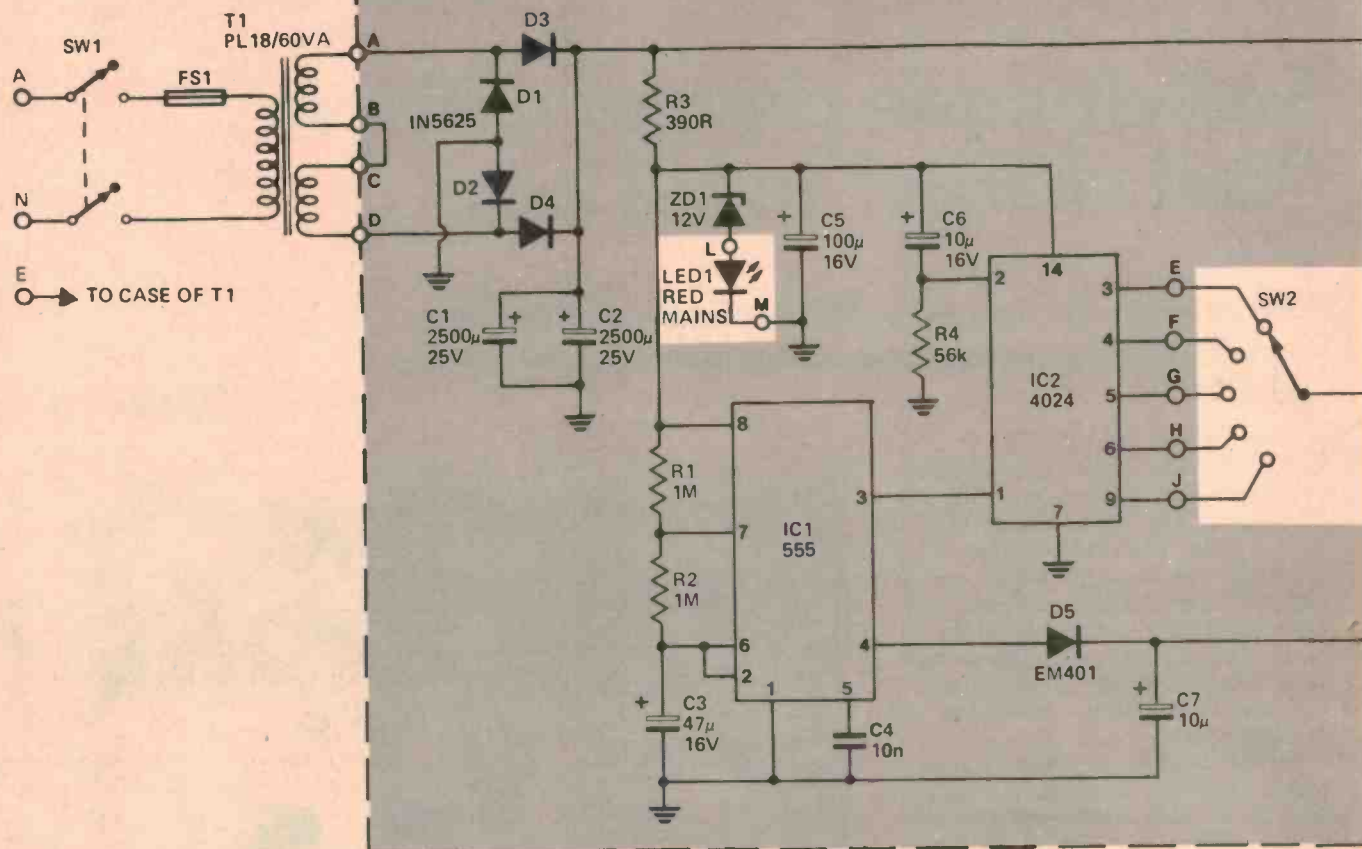 T1
PL18/60VA
SW1
A
FS1
N
E
TO CASE OF T1
A
B
C
D
D3
D1
IN5625
D2
D4
C1
2500µ
25V
+
C2
2500µ
25V
+
R3
390R
ZD1
12V
L
LED1
RED
MAINS
M
+
C5
100µ
16V
+
C6
10µ
16V
R4
56k
2
14
3
4
5
6
9
1
7
IC2
4024
E
F
G
H
J
SW2
R1
1M
R2
1M
8
7
6
2
1
5
3
4
IC1
555
+
C3
47µ
16V
C4
10n
D5
EM401
+
C7
10µ